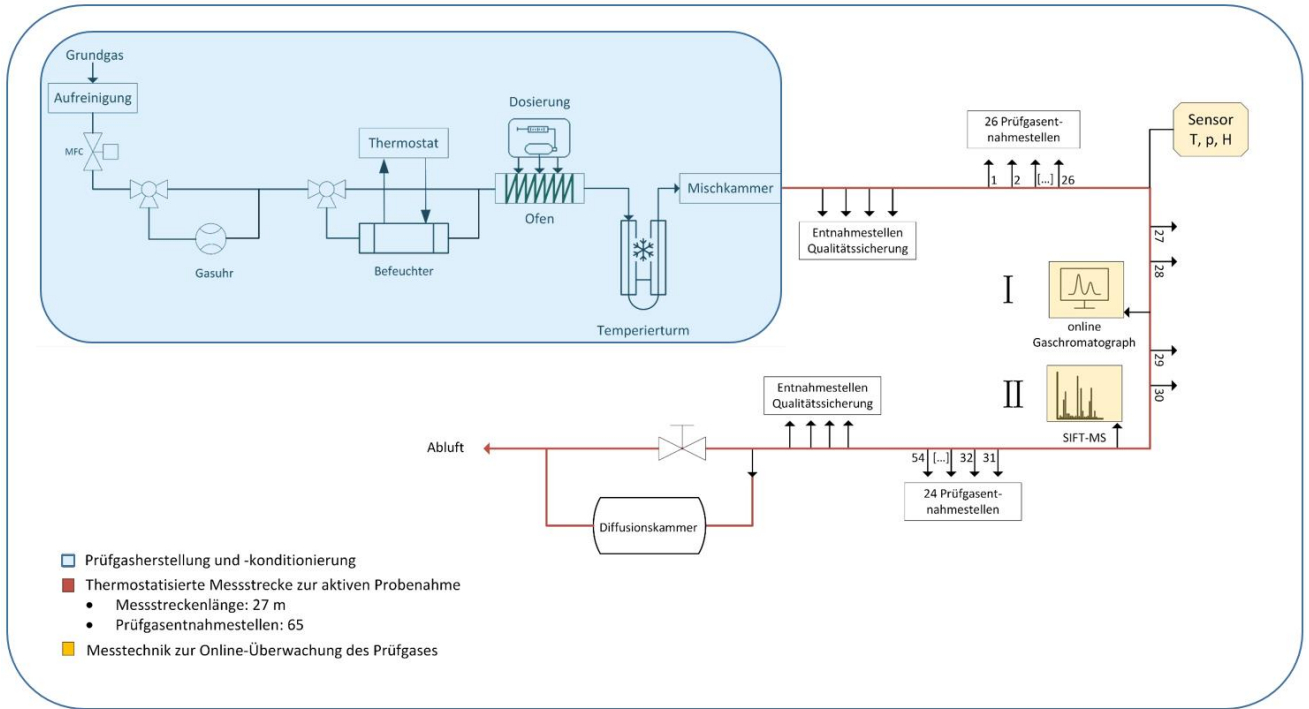 Grundgas
Aufreinigung
MFC
Gasuhr
Thermostat
Befeuchter
Dosierung
Ofen
Temperierturm
Mischkammer
Entnahmestellen
Qualitätssicherung
26 Prüfgasent-
nahmestellen
1 2 [...] 26
Sensor
T, p, H
27
28
I
online
Gaschromatograph
29
30
II
SIFT-MS
Entnahmestellen
Qualitätssicherung
54 [...] 32 31
24 Prüfgasent-
nahmestellen
Abluft
Diffusionskammer
Prüfgasherstellung und -konditionierung
Thermostatisierte Messstrecke zur aktiven Probenahme
• Messstreckenlänge: 27 m
• Prüfgasentnahmestellen: 65
Messtechnik zur Online-Überwachung des Prüfgases